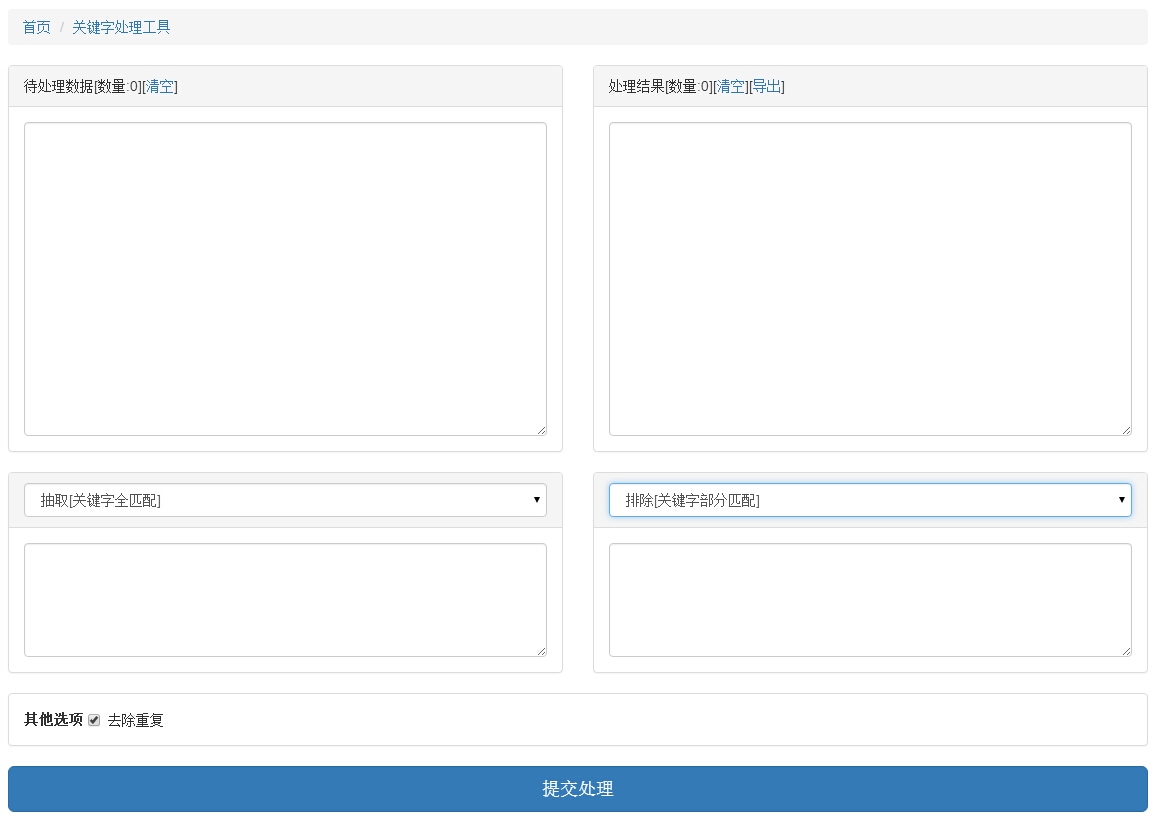 首页 / 关键字处理工具
待处理数据[数量:0][清空]
处理结果[数量:0][清空][导出]
抽取[关键字全匹配]
排除[关键字部分匹配]
其他选项 去除重复
提交处理